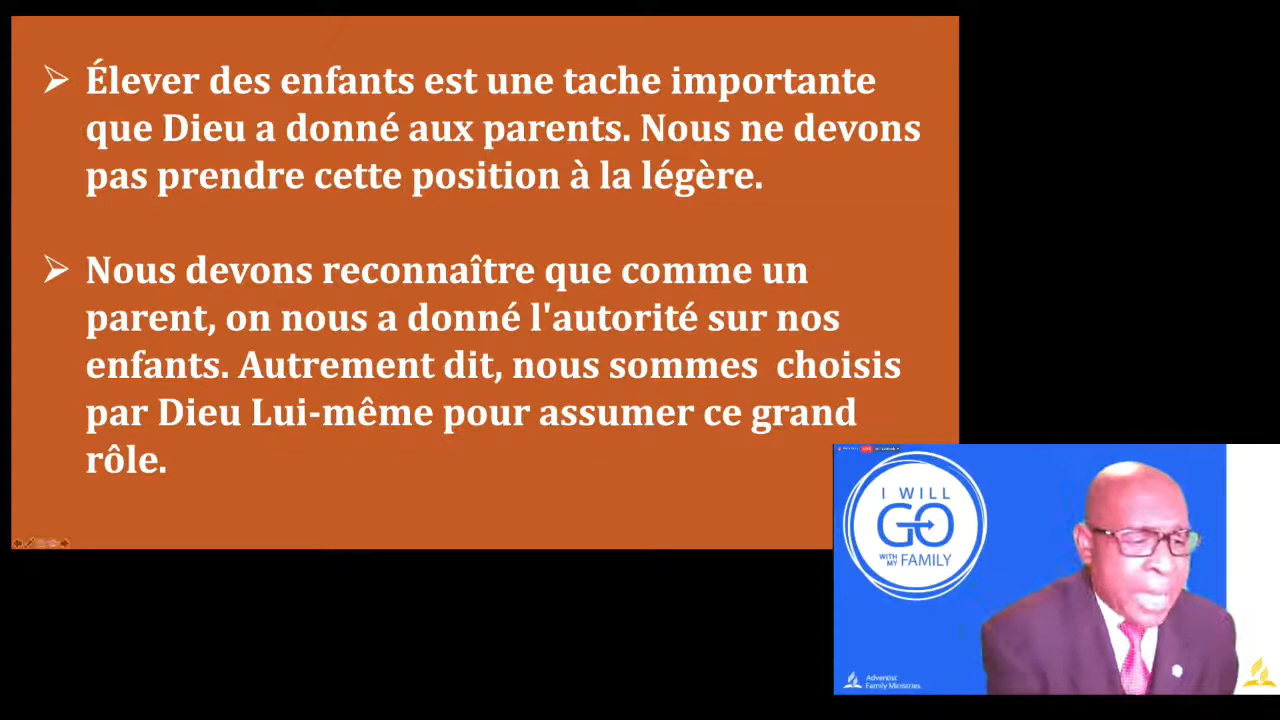 ➢ Élever des enfants est une tache importante
que Dieu a donné aux parents. Nous ne devons
pas prendre cette position à la légère.
➢ Nous devons reconnaître que comme un
parent, on nous a donné l'autorité sur nos
enfants. Autrement dit, nous sommes  choisis
par Dieu Lui-même pour assumer ce grand
rôle.
I WILL
GO
WITH MY FAMILY
Adventist
Family Ministries